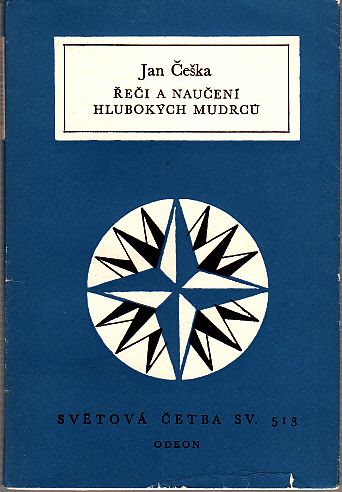 Jan Češka
ŘEČI A NAUČENÍ
HLUBOKÝCH MUDRCŮ
SVĚTOVÁ ČETBA SV. 513
ODEON